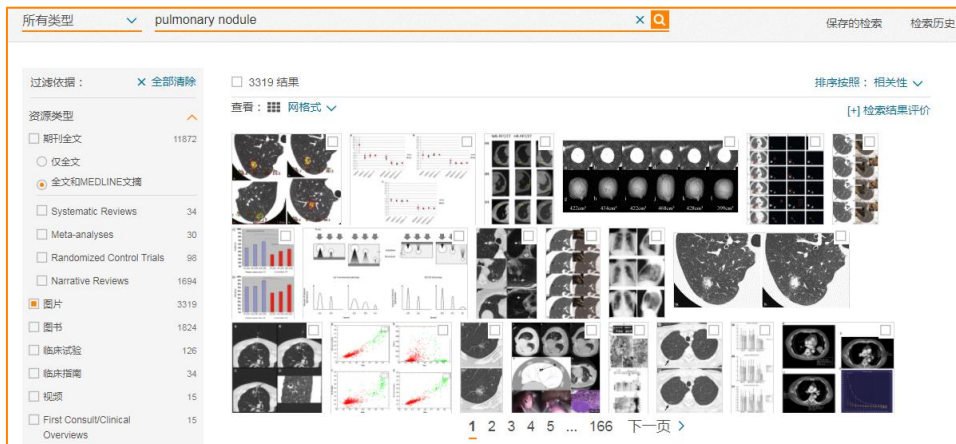 所有类型 pulmonary nodule 保存的检索 检索历史
过滤依据： × 全部清除
资源类型
期刊全文 11872
仅全文
全文和MEDLINE文摘
Systematic Reviews 34
Meta-analyses 30
Randomized Control Trials 98
Narrative Reviews 1694
图片 3319
图书 1824
临床试验 126
临床指南 34
视频 15
First Consult/Clinical Overviews 15
3319 结果 排序按照： 相关性
查看： 网格式 [+] 检索结果评价
422cm³ 434cm³ 422cm³ 468cm³ 428cm³ 398cm³
1 2 3 4 5 ... 166 下一页 >